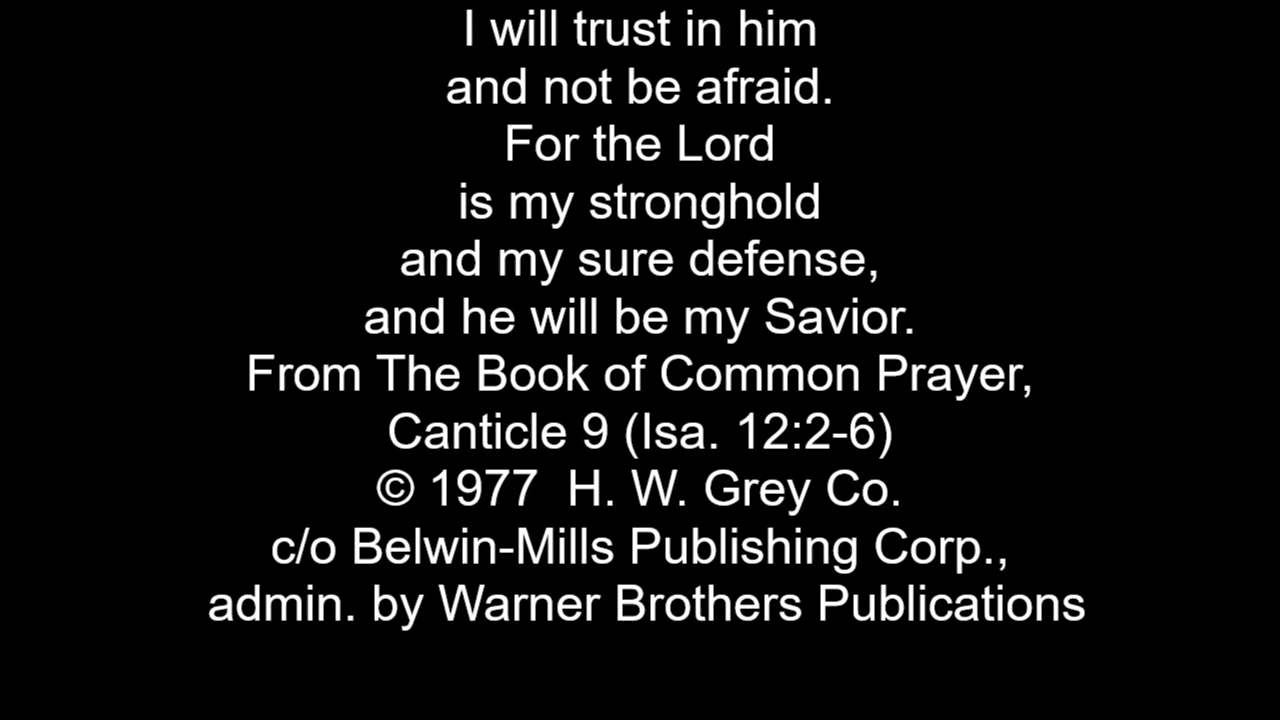 I will trust in him
and not be afraid.
For the Lord
is my stronghold
and my sure defense,
and he will be my Savior.
From The Book of Common Prayer,
Canticle 9 (Isa. 12:2-6)
© 1977  H. W. Grey Co.
c/o Belwin-Mills Publishing Corp.,
admin. by Warner Brothers Publications